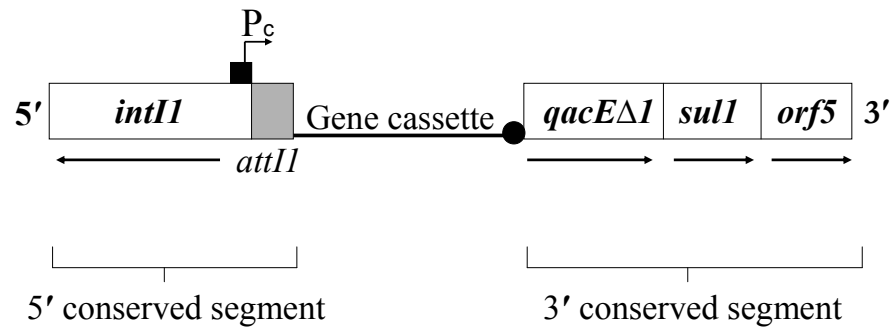 Pc
5′ intI1 Gene cassette qacEΔ1 sul1 orf5 3′
attI1
5′ conserved segment 3′ conserved segment